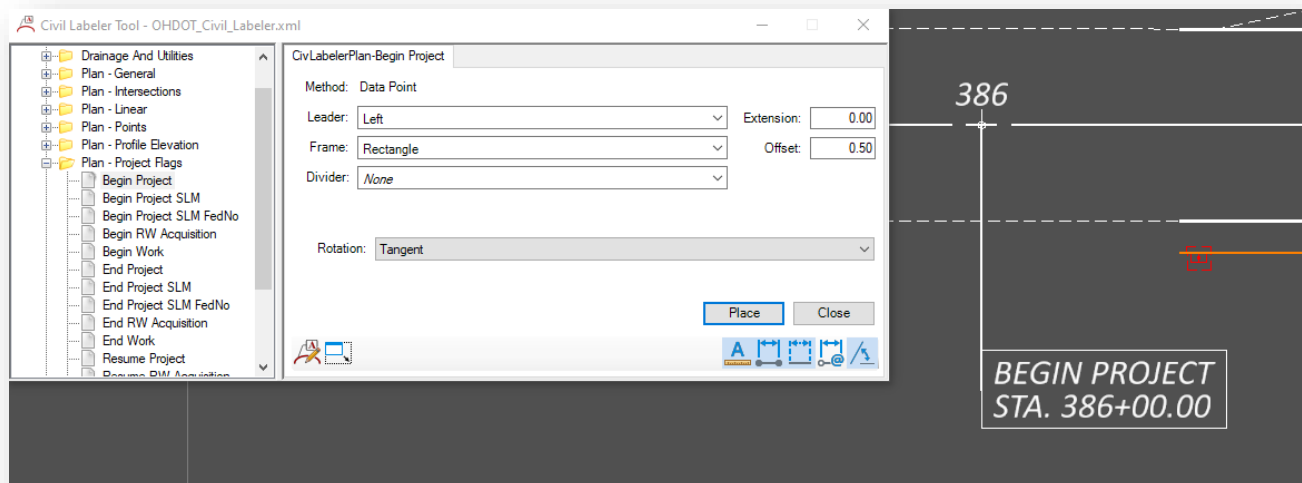 Civil Labeler Tool - OHDOT_Civil_Labeler.xml
Drainage And Utilities
Plan - General
Plan - Intersections
Plan - Linear
Plan - Points
Plan - Profile Elevation
Plan - Project Flags
Begin Project
Begin Project SLM
Begin Project SLM FedNo
Begin RW Acquisition
Begin Work
End Project
End Project SLM
End Project SLM FedNo
End RW Acquisition
End Work
Resume Project
Resume RW Acquisition
CivLabelerPlan-Begin Project
Method: Data Point
Leader: Left Extension: 0.00
Frame: Rectangle Offset: 0.50
Divider: None
Rotation: Tangent
Place Close
386
BEGIN PROJECT
STA. 386+00.00